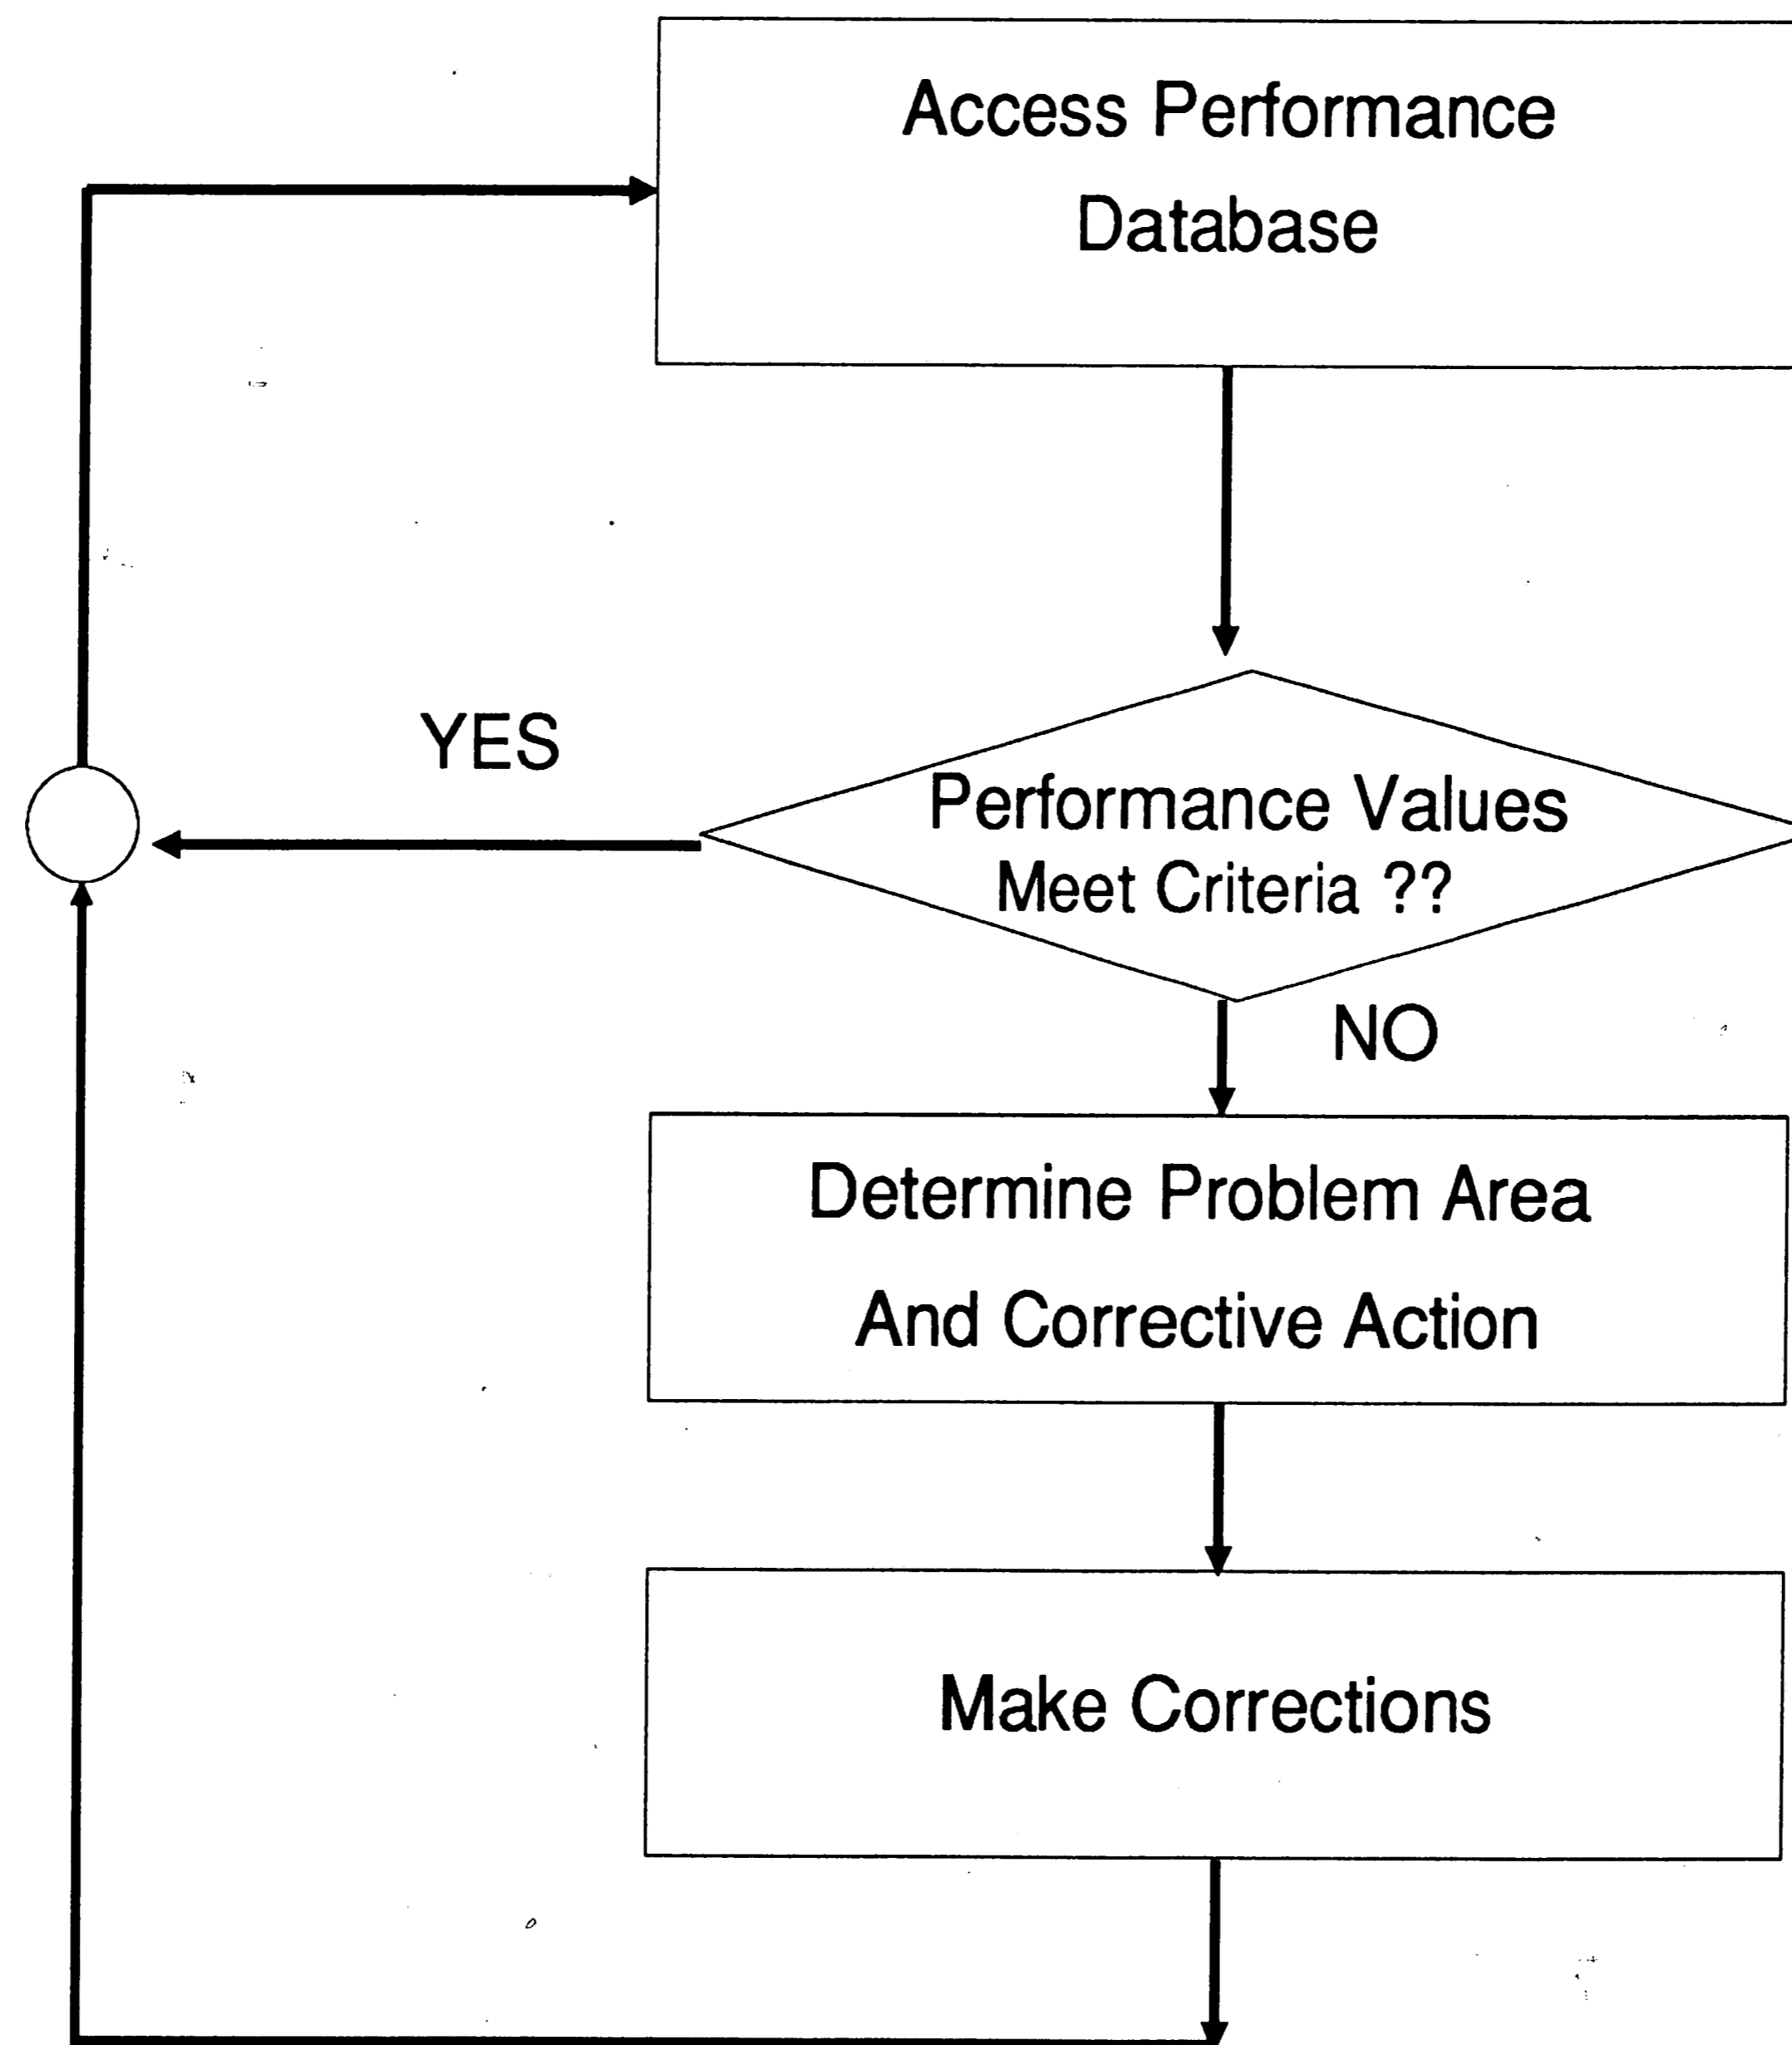 Access Performance
Database
YES
Performance Values
Meet Criteria ??
NO
Determine Problem Area
And Corrective Action
Make Corrections